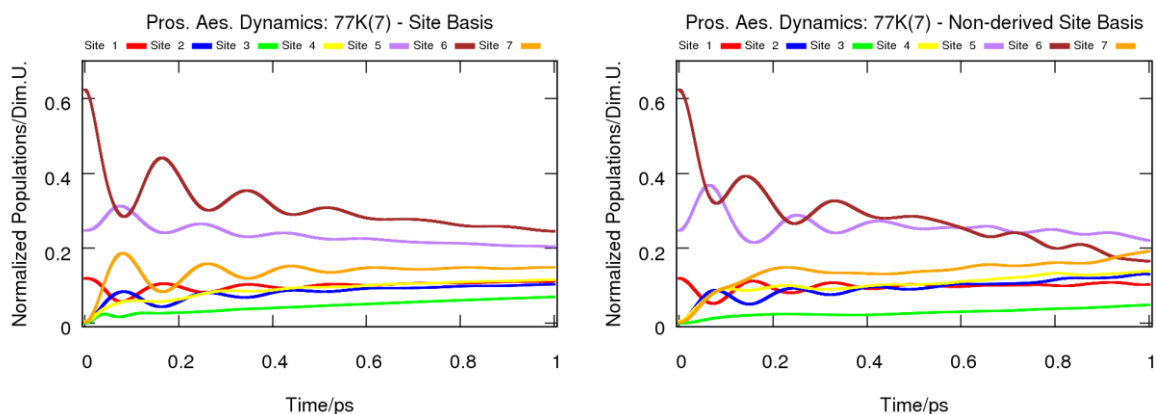 Pros. Aes. Dynamics: 77K(7) - Site Basis
Site 1 Site 2 Site 3 Site 4 Site 5 Site 6 Site 7
Normalized Populations/Dim.U.
0.6
0.4
0.2
0
0 0.2 0.4 0.6 0.8 1
Time/ps
Pros. Aes. Dynamics: 77K(7) - Non-derived Site Basis
Site 1 Site 2 Site 3 Site 4 Site 5 Site 6 Site 7
Normalized Populations/Dim.U.
0.6
0.4
0.2
0
0 0.2 0.4 0.6 0.8 1
Time/ps